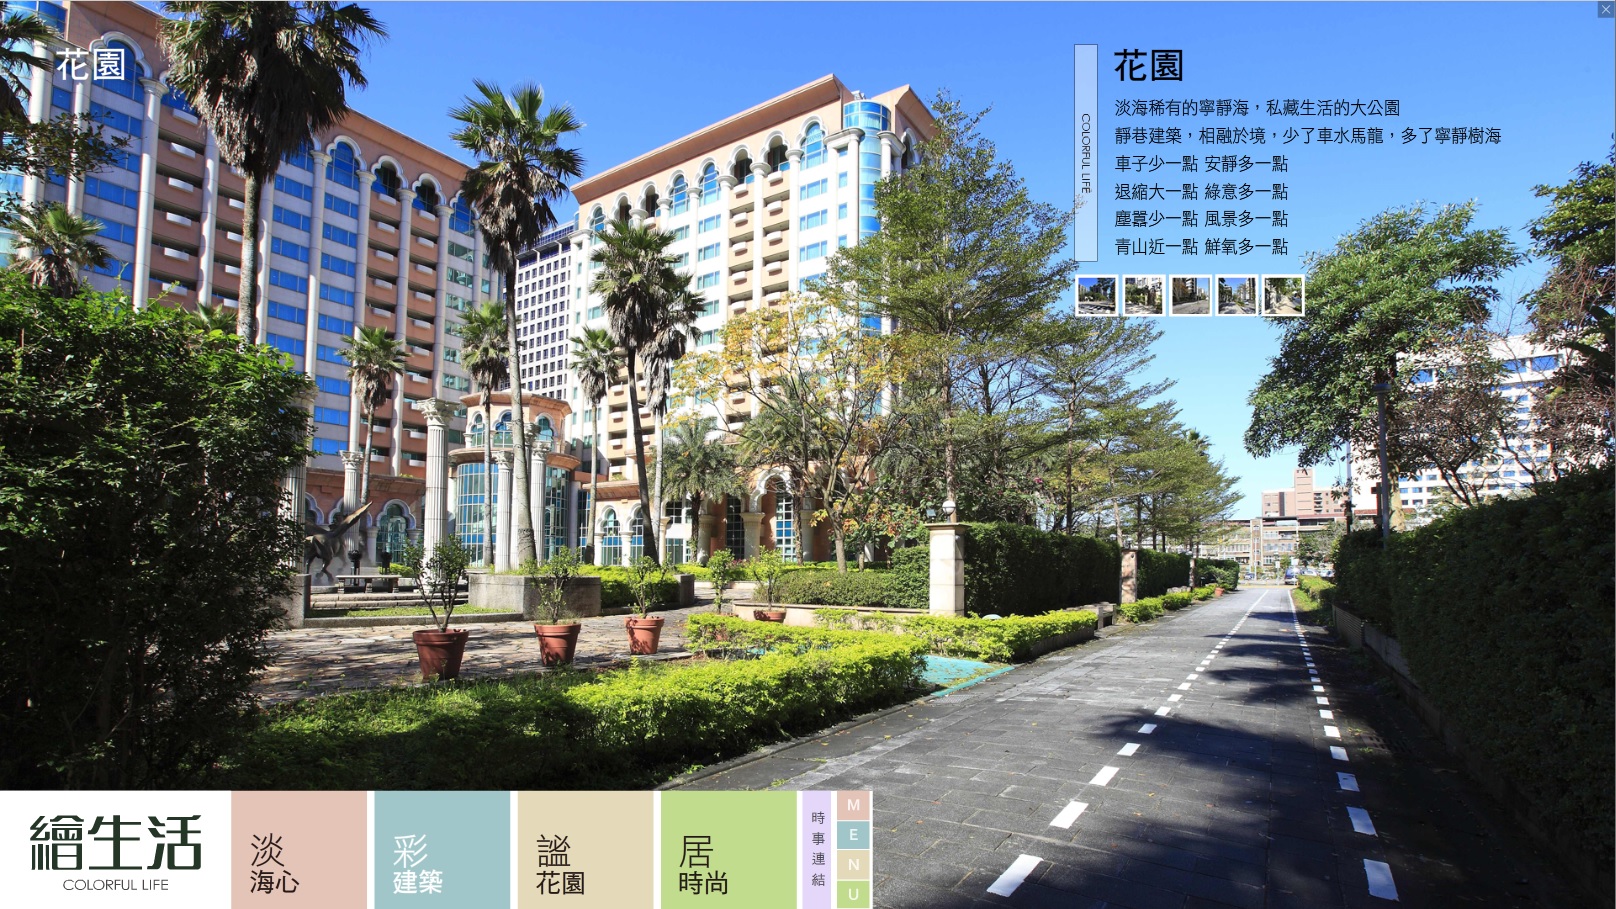 花園
花園
COLORFUL LIFE
淡海稀有的寧靜海，私藏生活的大公園
靜巷建築，相融於境，少了車水馬龍，多了寧靜樹海
車子少一點 安靜多一點
退縮大一點 綠意多一點
塵囂少一點 風景多一點
青山近一點 鮮氧多一點
繪生活
COLORFUL LIFE
淡
海心
彩
建築
謐
花園
居
時尚
時事連結
M
E
N
U